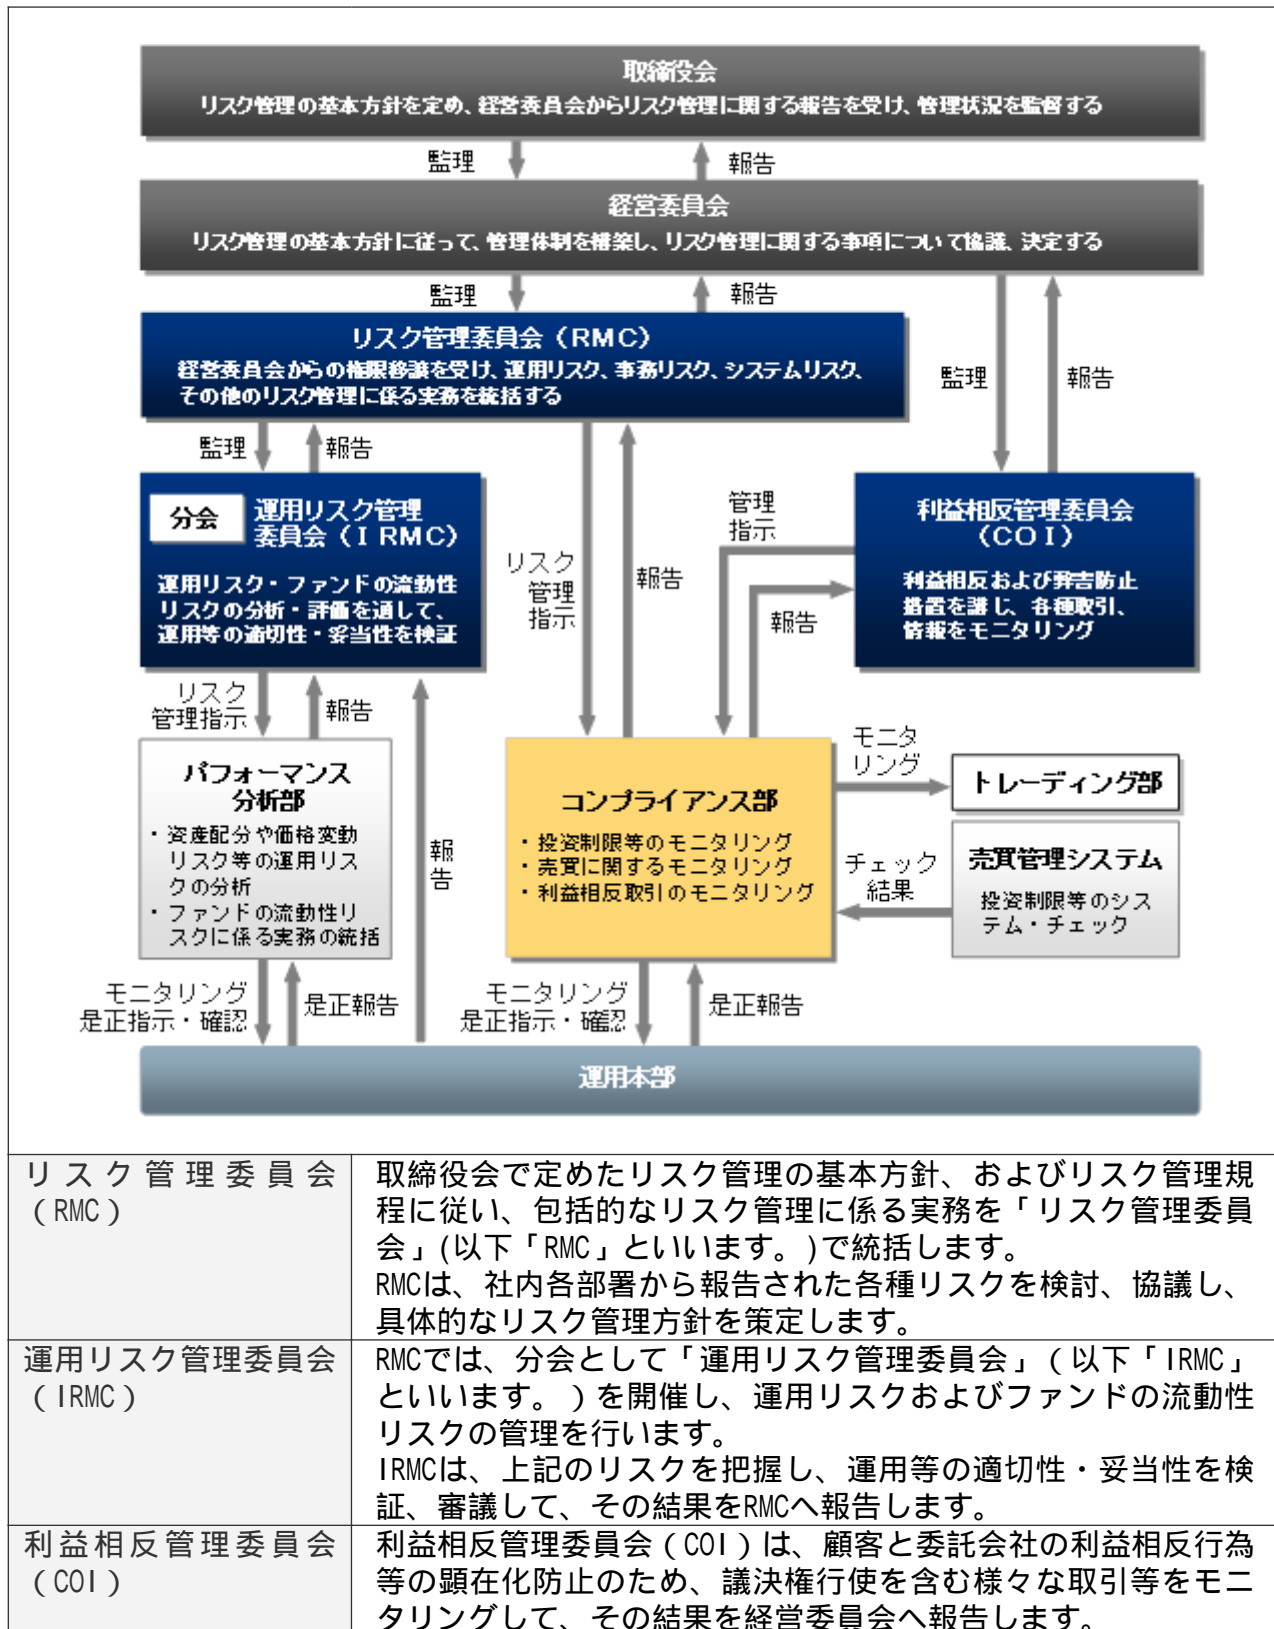 取締役会
リスク管理の基本方針を定め、経営委員会からリスク管理に関する報告を受け、管理状況を監督する
監理
報告
経営委員会
リスク管理の基本方針に従って、管理体制を構築し、リスク管理に関する事項について協議、決定する
監理
報告
監理
報告
リスク管理委員会（RMC）
経営委員会からの権限移譲を受け、運用リスク、事務リスク、システムリスク、
その他のリスク管理に係る実務を統括する
監理
報告
分会
運用リスク管理
委員会（IRMC）
運用リスク・ファンドの流動性
リスクの分析・評価を通して、
運用等の適切性・妥当性を検証
リスク
管理
指示
報告
管理
指示
報告
利益相反管理委員会
（COI）
利益相反および弊害防止
措置を講じ、各種取引、
情報をモニタリング
リスク
管理指示
報告
パフォーマンス
分析部
・資産配分や価格変動
リスク等の運用リス
クの分析
・ファンドの流動性リ
スクに係る実務の統括
報
告
コンプライアンス部
・投資制限等のモニタリング
・売買に関するモニタリング
・利益相反取引のモニタリング
モニタ
リング
トレーディング部
チェック
結果
売買管理システム
投資制限等のシス
テム・チェック
モニタリング
是正指示・確認
是正報告
モニタリング
是正指示・確認
是正報告
運用本部
リスク管理委員会
（RMC）
取締役会で定めたリスク管理の基本方針、およびリスク管理規
程に従い、包括的なリスク管理に係る実務を「リスク管理委員
会」(以下「RMC」といいます。)で統括します。
RMCは、社内各部署から報告された各種リスクを検討、協議し、
具体的なリスク管理方針を策定します。
運用リスク管理委員会
（IRMC）
RMCでは、分会として「運用リスク管理委員会」（以下「IRMC」
といいます。）を開催し、運用リスクおよびファンドの流動性
リスクの管理を行います。
IRMCは、上記のリスクを把握し、運用等の適切性・妥当性を検
証、審議して、その結果をRMCへ報告します。
利益相反管理委員会
（COI）
利益相反管理委員会（COI）は、顧客と委託会社の利益相反行為
等の顕在化防止のため、議決権行使を含む様々な取引等をモニ
タリングして、その結果を経営委員会へ報告します。